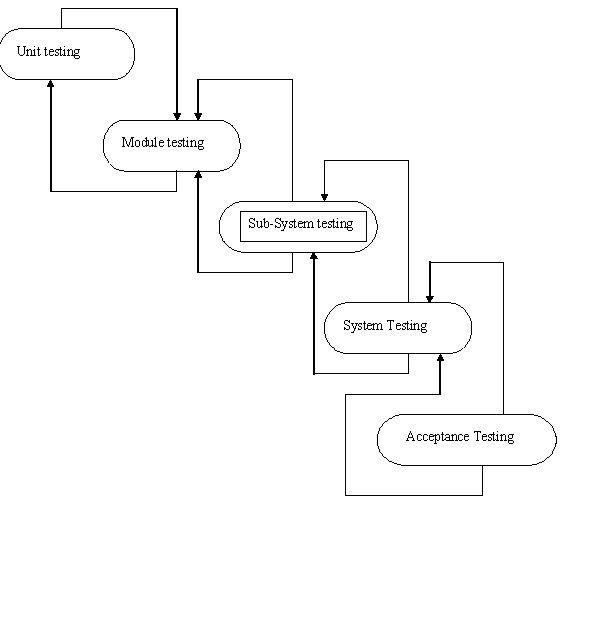 Unit testing
Module testing
Sub-System testing
System Testing
Acceptance Testing